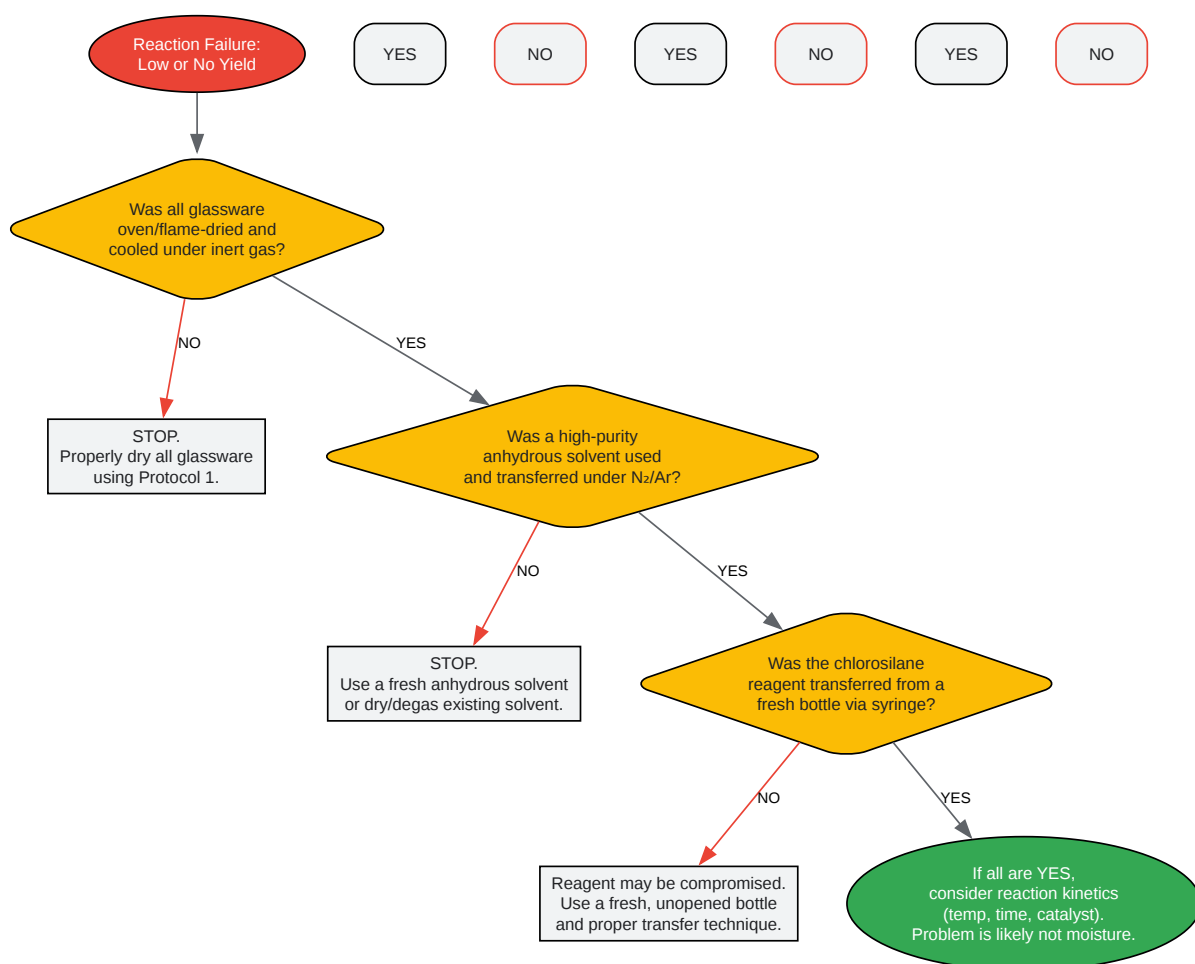 Reaction Failure:
Low or No Yield
YES
NO
YES
NO
YES
NO
Was all glassware
oven/flame-dried and
cooled under inert gas?
NO
YES
STOP.
Properly dry all glassware
using Protocol 1.
Was a high-purity
anhydrous solvent used
and transferred under N₂/Ar?
NO
YES
STOP.
Use a fresh anhydrous solvent
or dry/degas existing solvent.
Was the chlorosilane
reagent transferred from a
fresh bottle via syringe?
NO
YES
Reagent may be compromised.
Use a fresh, unopened bottle
and proper transfer technique.
If all are YES,
consider reaction kinetics
(temp, time, catalyst).
Problem is likely not moisture.